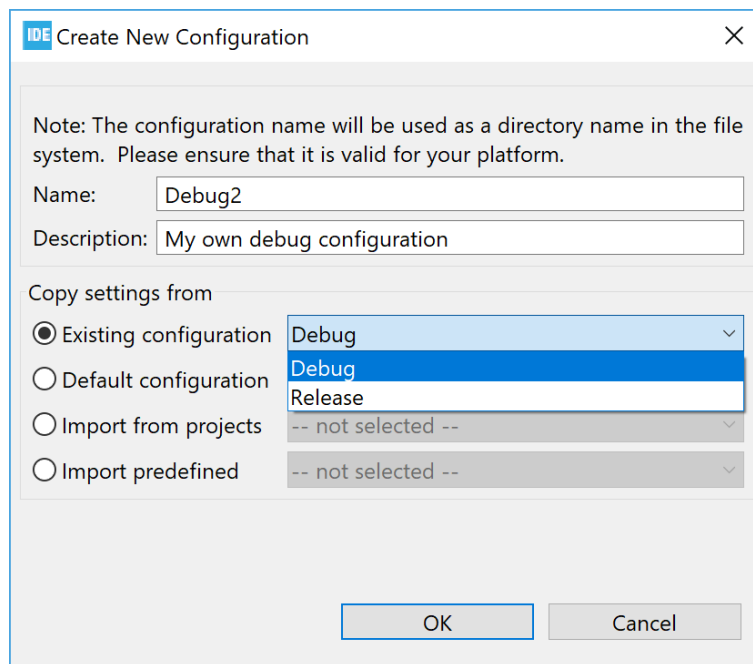 IDE Create New Configuration
Note: The configuration name will be used as a directory name in the file
system.  Please ensure that it is valid for your platform.
Name: Debug2
Description: My own debug configuration
Copy settings from
Existing configuration Debug
Default configuration Debug
Release
Import from projects -- not selected --
Import predefined -- not selected --
OK Cancel